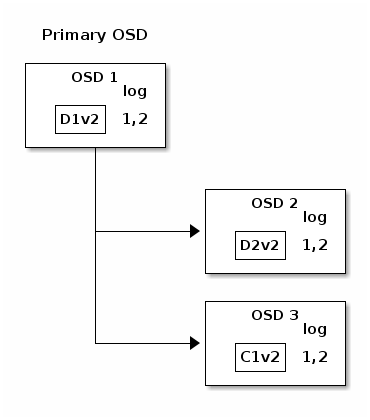 Primary OSD
OSD 1
log
D1v2 1,2
OSD 2
log
D2v2 1,2
OSD 3
log
C1v2 1,2